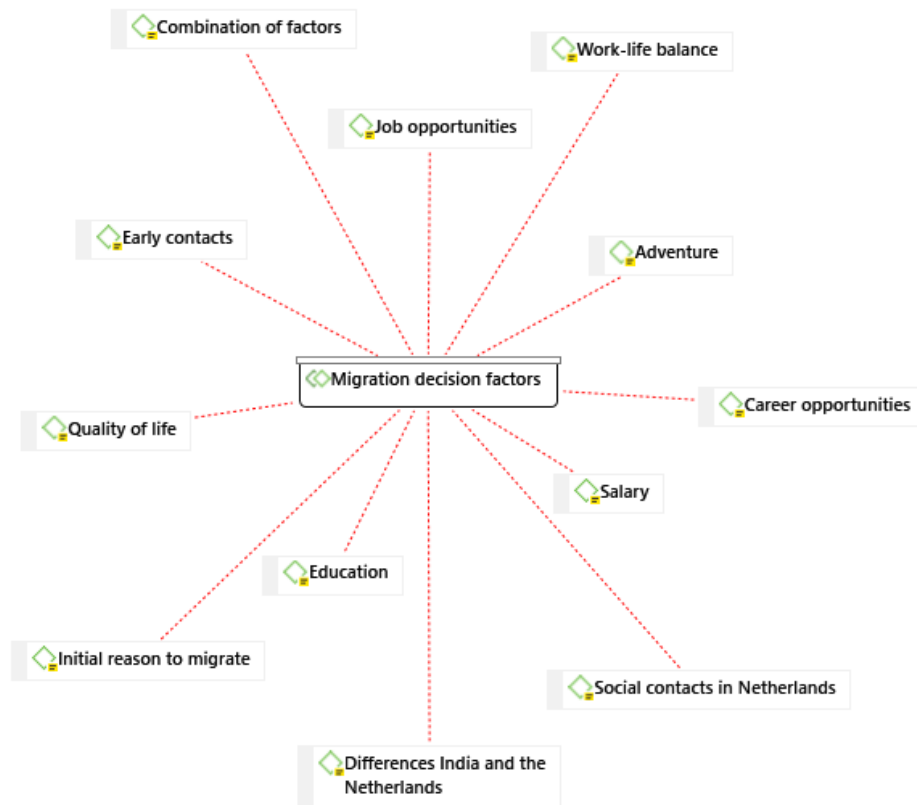 Combination of factors
Work-life balance
Job opportunities
Early contacts
Adventure
Migration decision factors
Career opportunities
Quality of life
Salary
Education
Initial reason to migrate
Social contacts in Netherlands
Differences India and the
Netherlands